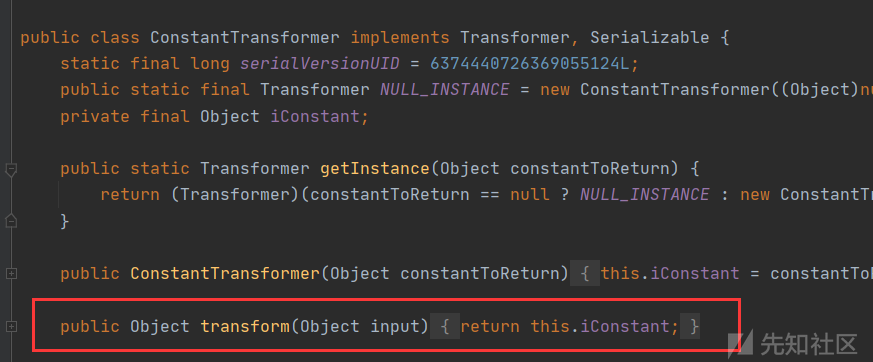 public class ConstantTransformer implements Transformer, Serializable {
static final long serialVersionUID = 6374440726369055124L;
public static final Transformer NULL_INSTANCE = new ConstantTransformer((Object)nu
private final Object iConstant;
public static Transformer getInstance(Object constantToReturn) {
return (Transformer)(constantToReturn == null ? NULL_INSTANCE : new ConstantTr
}
public ConstantTransformer(Object constantToReturn) { this.iConstant = constantToR
public Object transform(Object input) { return this.iConstant; }
先知社区